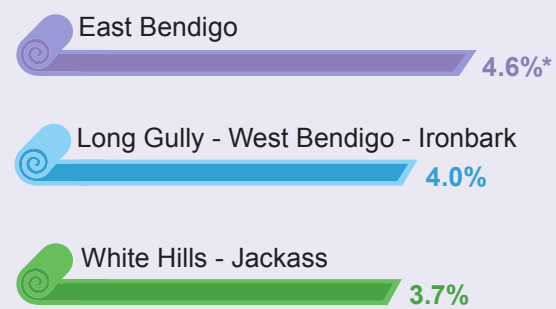 East Bendigo
4.6%*
Long Gully - West Bendigo - Ironbark
4.0%
White Hills - Jackass
3.7%